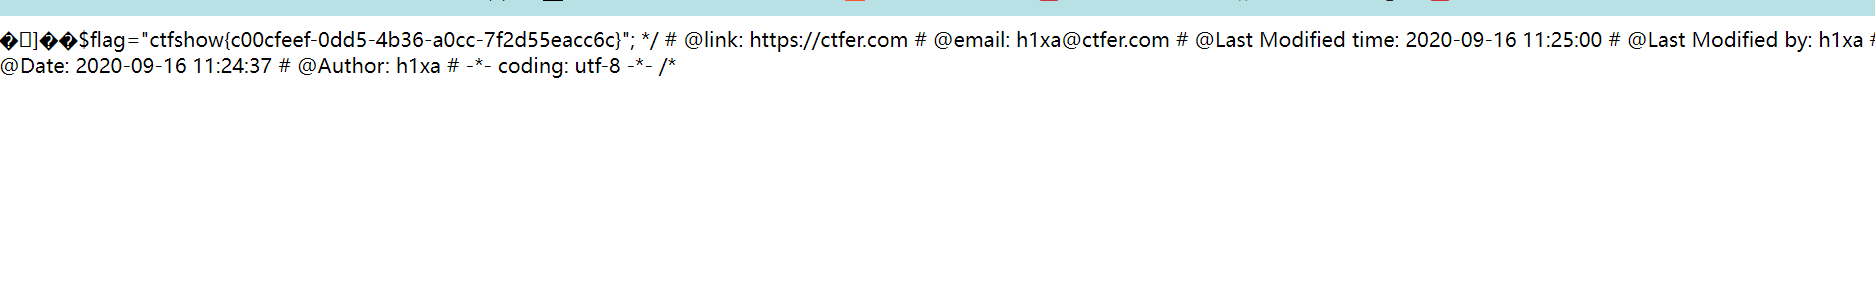 �]��$flag="ctfshow{c00cfeef-0dd5-4b36-a0cc-7f2d55eacc6c}"; */ # @link: https://ctfer.com # @email: h1xa@ctfer.com # @Last Modified time: 2020-09-16 11:25:00 # @Last Modified by: h1xa #
@Date: 2020-09-16 11:24:37 # @Author: h1xa # -*- coding: utf-8 -*- /*